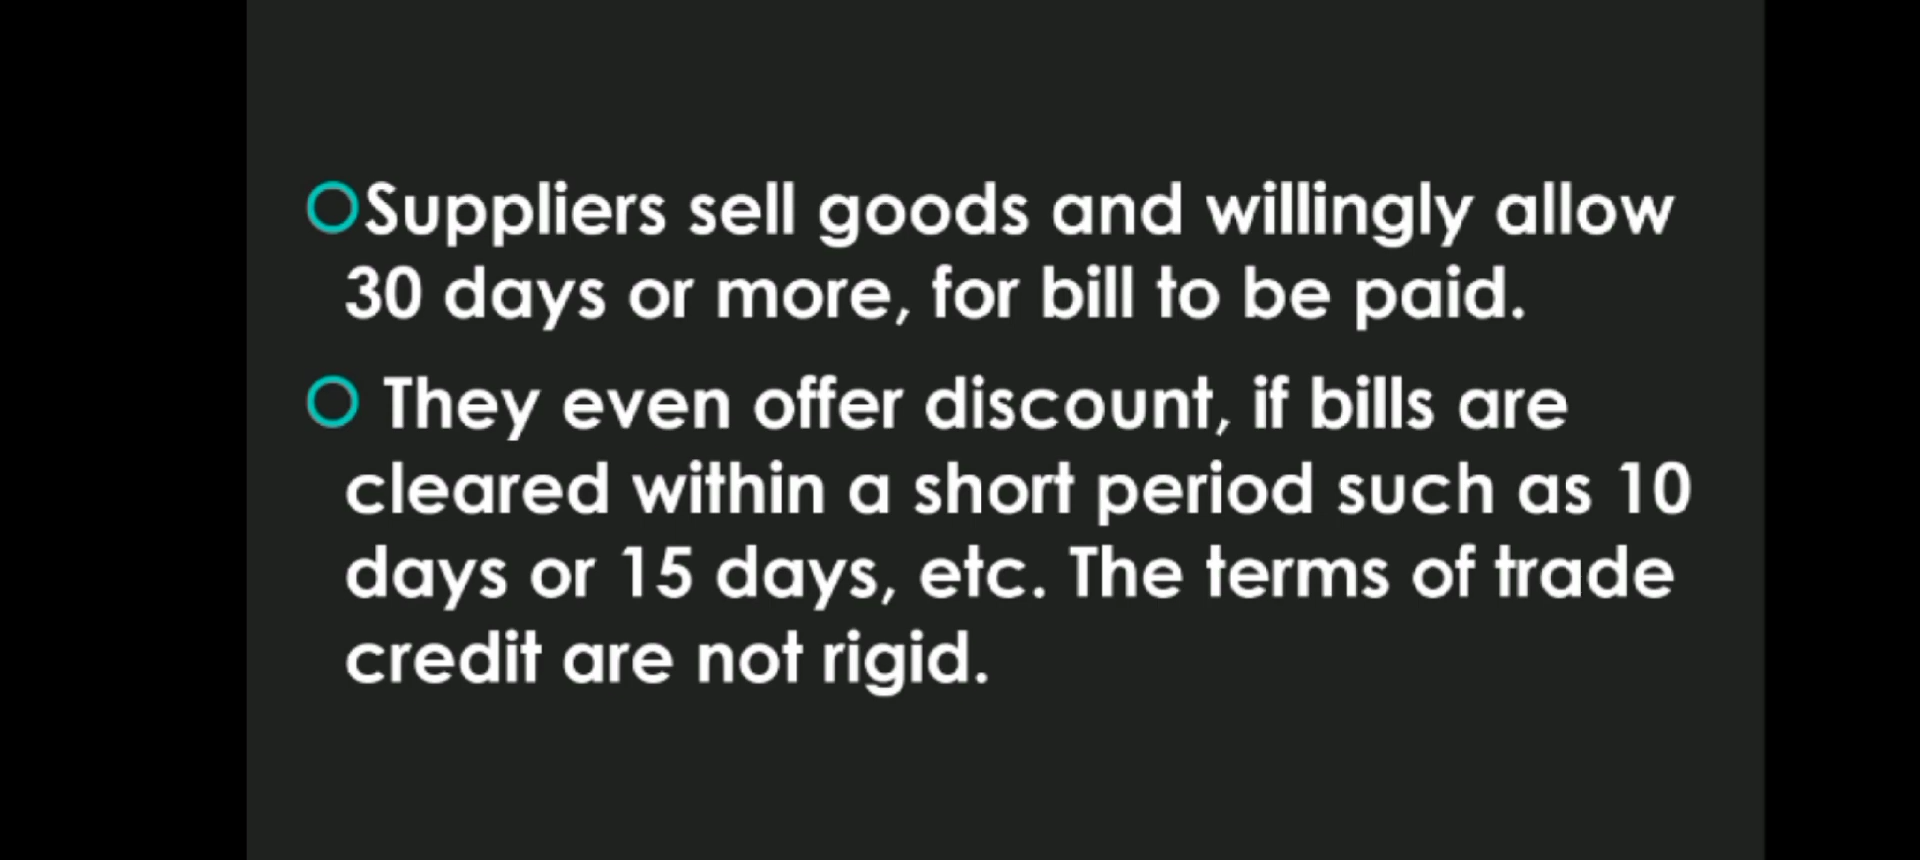 Suppliers sell goods and willingly allow
30 days or more, for bill to be paid.
They even offer discount, if bills are
cleared within a short period such as 10
days or 15 days, etc. The terms of trade
credit are not rigid.